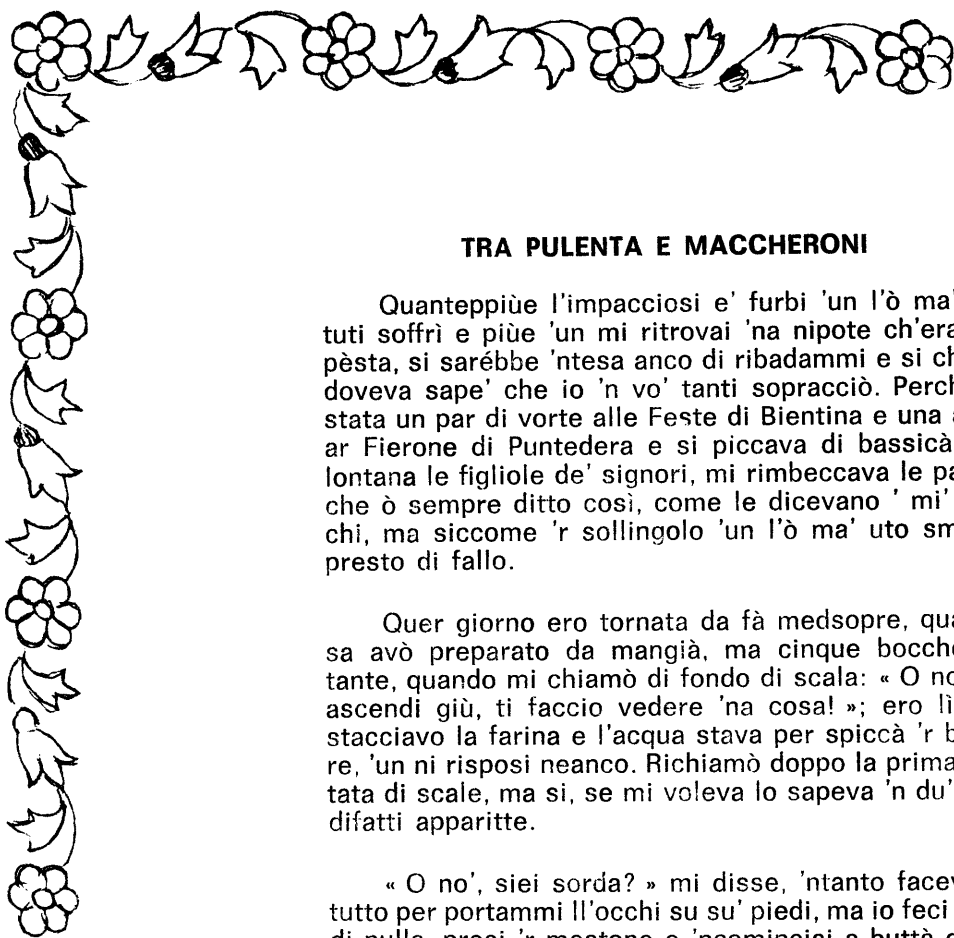 TRA PULENTA E MACCHERONI
Quanteppiùe l'impacciosi e' furbi 'un l'ò ma'
tuti soffrì e piùe 'un mi ritrovai 'na nipote ch'era
pèsta, si sarébbe 'ntesa anco di ribadammi e si ch
doveva sape' che io 'n vo' tanti sopracciò. Perch
stata un par di vorte alle Feste di Bientina e una a
ar Fierone di Puntedera e si piccava di bassicà
lontana le figliole de' signori, mi rimbeccava le pa
che ò sempre ditto così, come le dicevano ' mi'
chi, ma siccome 'r sollingolo 'un l'ò ma' uto sm
presto di fallo.
Quer giorno ero tornata da fà medsopre, qua
sa avò preparato da mangià, ma cinque bocche
tante, quando mi chiamò di fondo di scala: « O no
ascendi giù, ti faccio vedere 'na cosa! »; ero lì
stacciavo la farina e l'acqua stava per spiccà 'r b
re, 'un ni risposi neanco. Richiamò doppo la prima
tata di scale, ma si, se mi voleva lo sapeva 'n du'
difatti apparitte.
« O no', siei sorda? » mi disse, 'ntanto facev
tutto per portammi ll'occhi su su' piedi, ma io feci
di nulla, presi 'r mestone e 'ncominciai a buttà